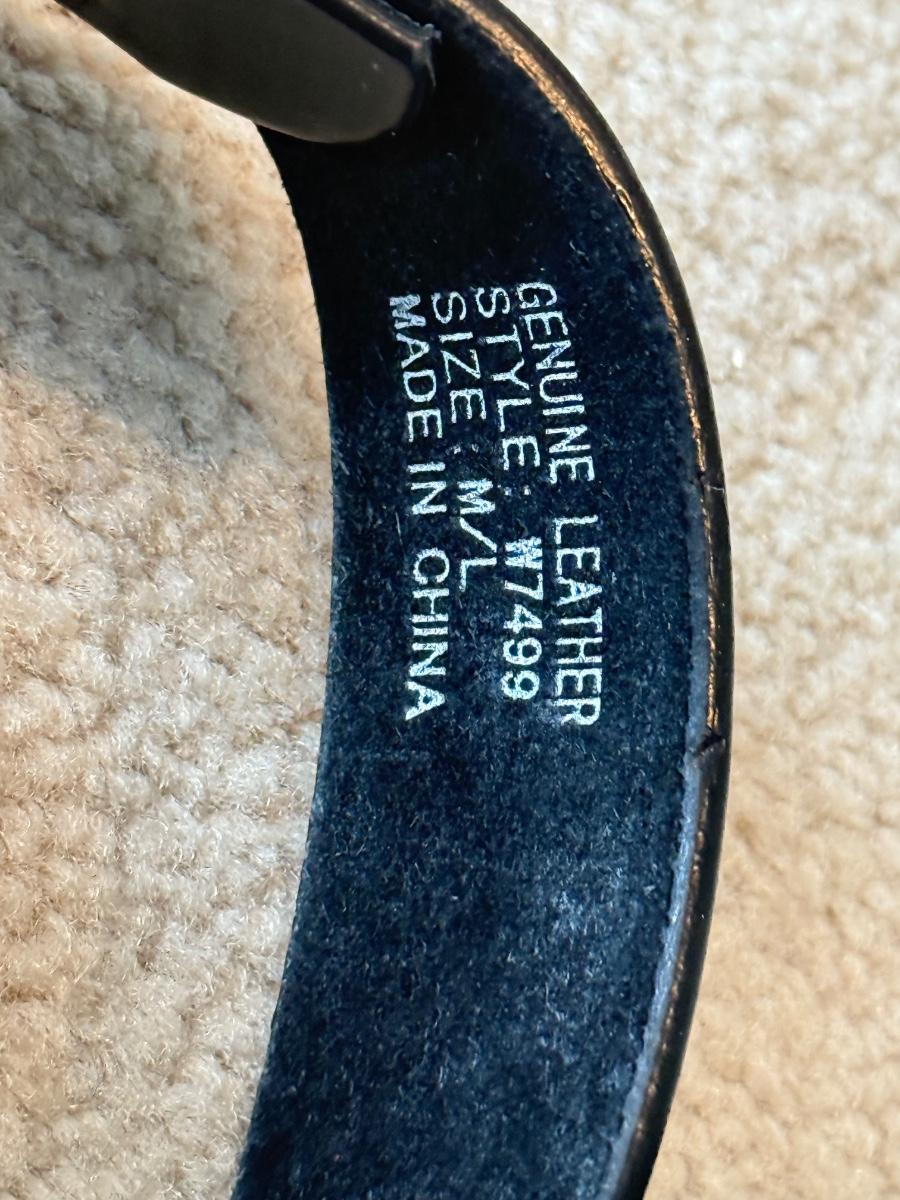 GENUINE LEATHER
STYLE: W7499
SIZE: M/L
MADE IN CHINA